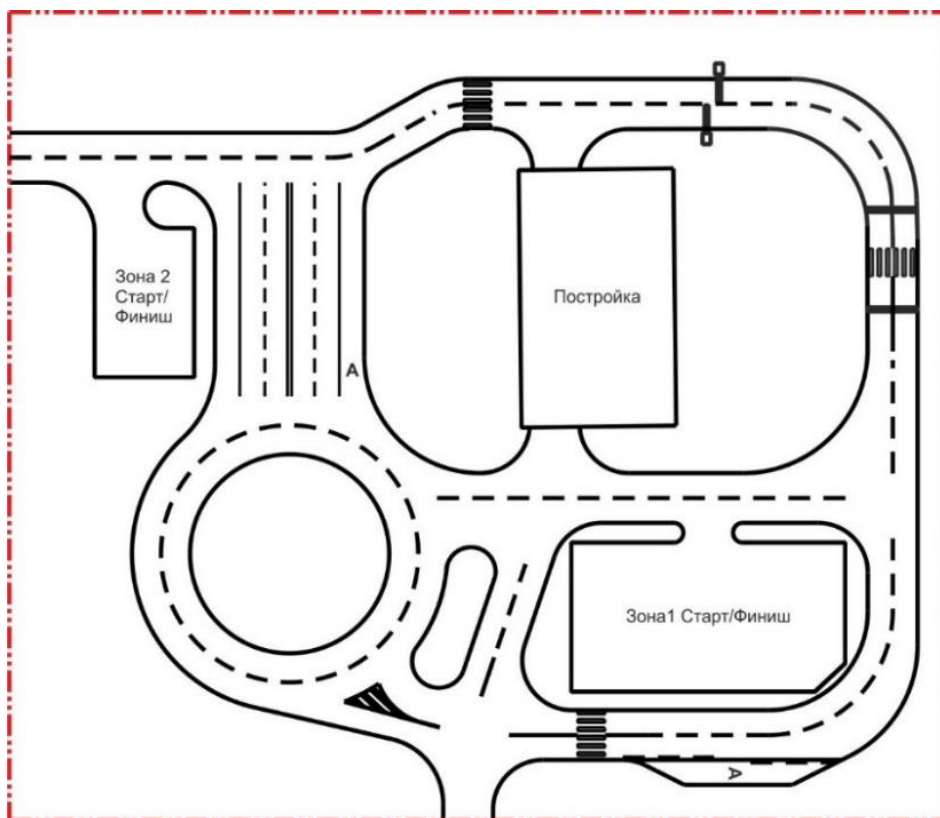 Зона 2
Старт/
Финиш
Постройка
А
Зона1 Старт/Финиш
А